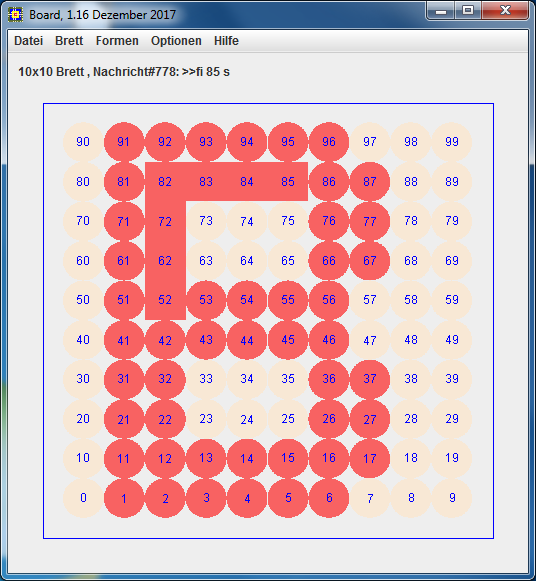 Board, 1.16 Dezember 2017
Datei Brett Formen Optionen Hilfe
10x10 Brett , Nachricht#778: >>fi 85 s
90 91 92 93 94 95 96 97 98 99
80 81 82 83 84 85 86 87 88 89
70 71 72 73 74 75 76 77 78 79
60 61 62 63 64 65 66 67 68 69
50 51 52 53 54 55 56 57 58 59
40 41 42 43 44 45 46 47 48 49
30 31 32 33 34 35 36 37 38 39
20 21 22 23 24 25 26 27 28 29
10 11 12 13 14 15 16 17 18 19
0 1 2 3 4 5 6 7 8 9